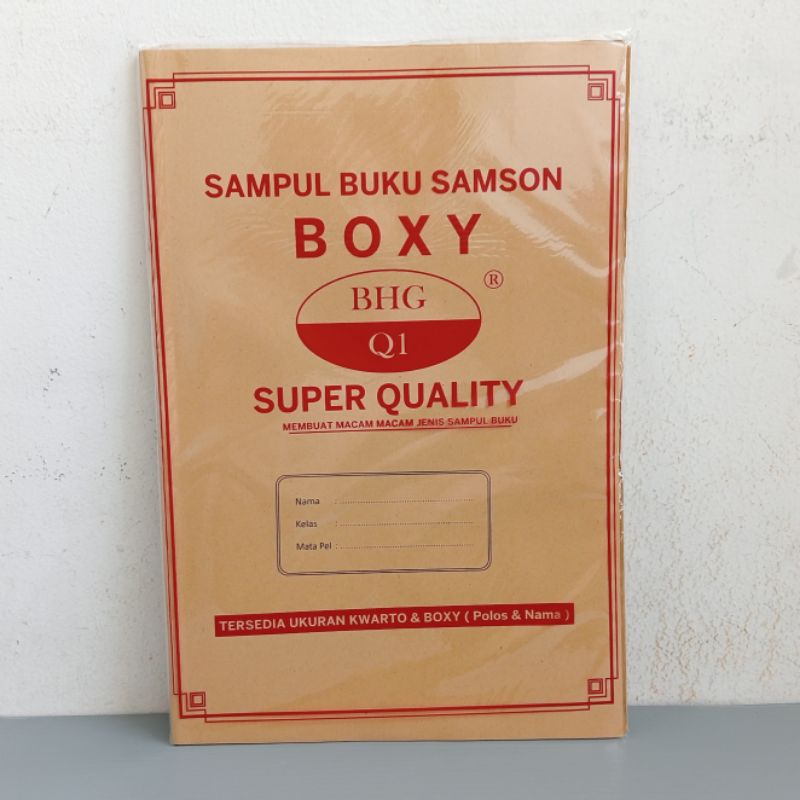 SAMPUL BUKU SAMSON
BOXY
®
BHG
Q1
SUPER QUALITY
MEMBUAT MACAM MACAM JENIS SAMPUL BUKU
Nama : ........................................
Kelas : ........................................
Mata Pel : ........................................
TERSEDIA UKURAN KWARTO & BOXY ( Polos & Nama )